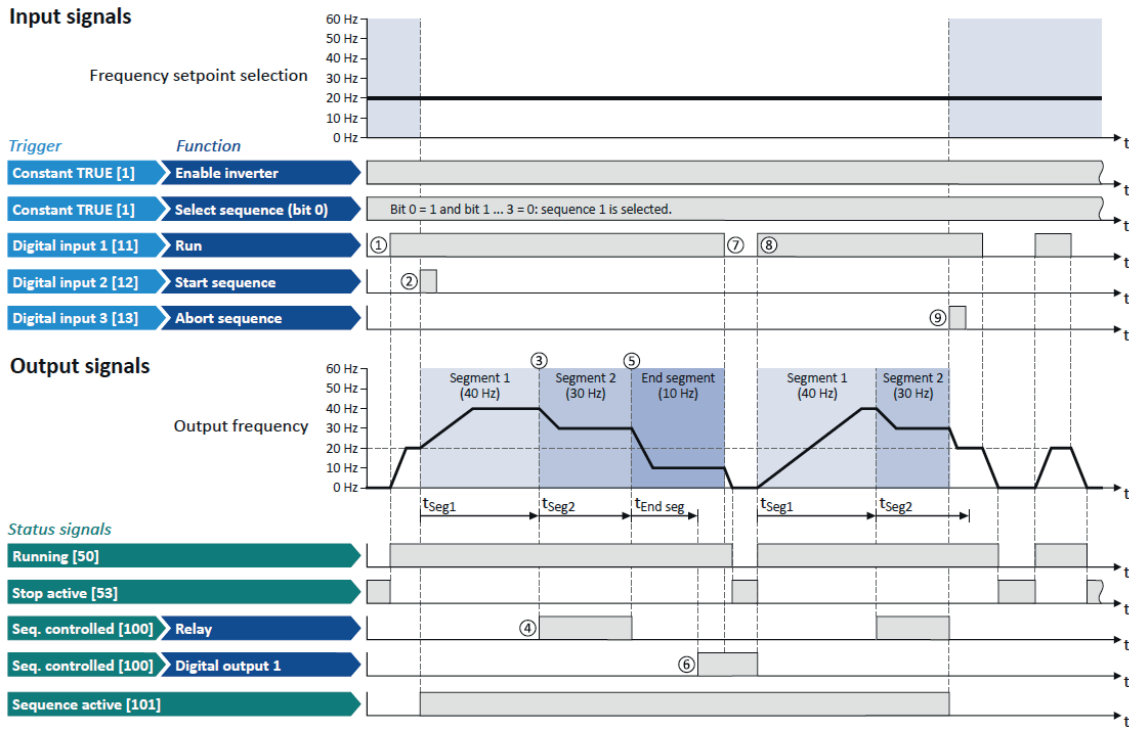 Input signals
Frequency setpoint selection
60 Hz
50 Hz
40 Hz
30 Hz
20 Hz
10 Hz
0 Hz
t
Trigger Function
Constant TRUE [1] Enable inverter
t
Constant TRUE [1] Select sequence (bit 0) Bit 0 = 1 and bit 1 ... 3 = 0: sequence 1 is selected.
t
Digital input 1 [11] Run ① ⑦ ⑧
t
Digital input 2 [12] Start sequence ②
t
Digital input 3 [13] Abort sequence ⑨
t
Output signals
③ ⑤
Output frequency
60 Hz
50 Hz
40 Hz
30 Hz
20 Hz
10 Hz
0 Hz
Segment 1 Segment 2 End segment Segment 1 Segment 2
(40 Hz) (30 Hz) (10 Hz) (40 Hz) (30 Hz)
t
tSeg1 tSeg2 tEnd seg tSeg1 tSeg2
Status signals
Running [50]
t
Stop active [53]
t
Seq. controlled [100] Relay ④
t
Seq. controlled [100] Digital output 1 ⑥
t
Sequence active [101]
t